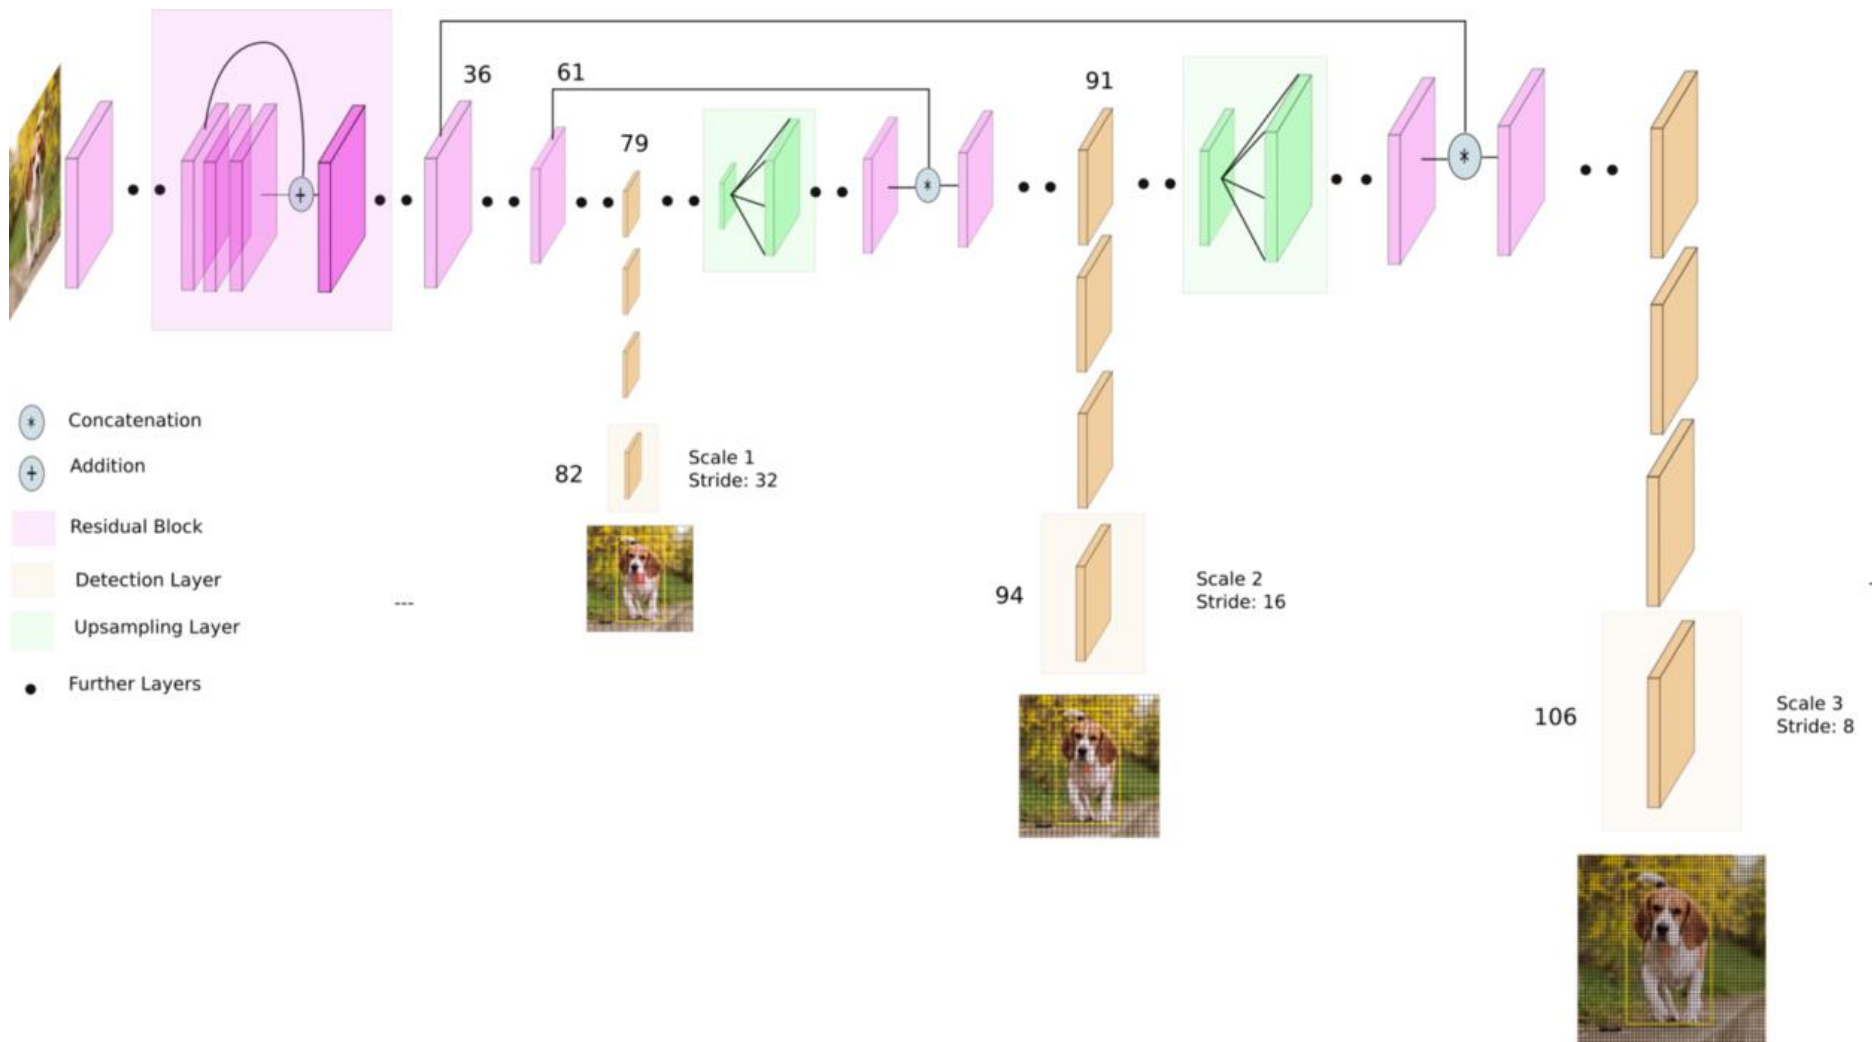 36
61
91
79
*
*
+
*
Concatenation
+
Addition
Residual Block
Detection Layer
Upsampling Layer
Further Layers
82
Scale 1
Stride: 32
---
94
Scale 2
Stride: 16
106
Scale 3
Stride: 8